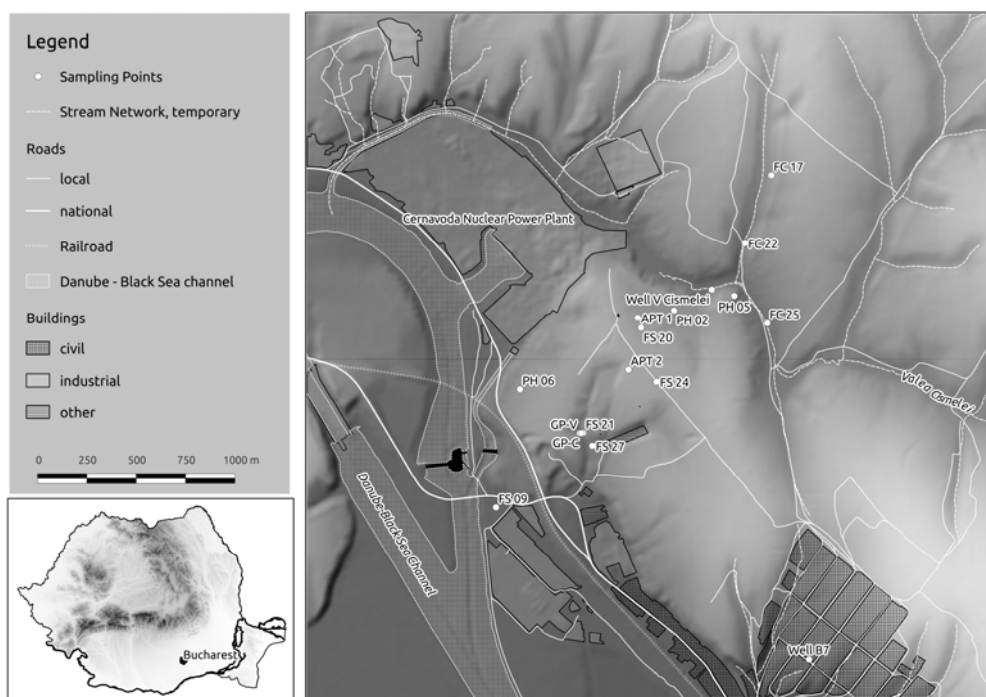 Legend
Sampling Points
Stream Network, temporary
Roads
local
national
Railroad
Danube - Black Sea channel
Buildings
civil
industrial
other
0 250 500 750 1000 m
Bucharest
FC 17
Cernavoda Nuclear Power Plant
FC 22
Well V Cismelei
PH 05
APT 1
PH 02
FC 25
FS 20
APT 2
FS 24
PH 06
Valea Cismelei
GP-V
FS 21
GP-C
FS 27
FS 09
Danube-Black Sea Channel
Well B7